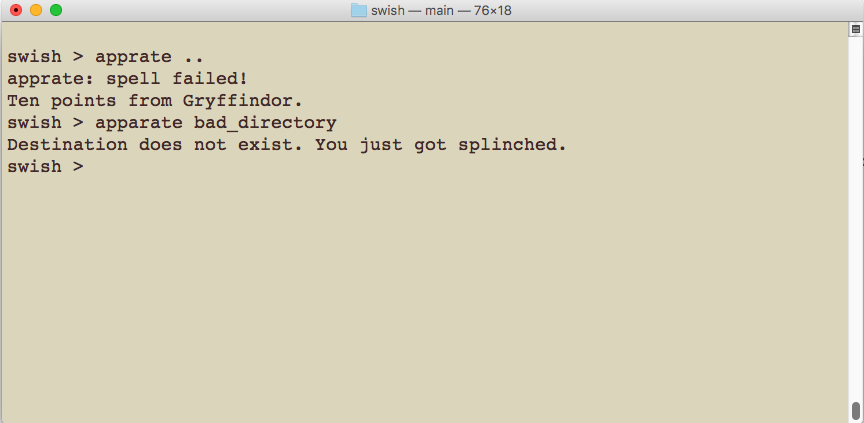 swish — main — 76×18
swish > apprate ..
apprate: spell failed!
Ten points from Gryffindor.
swish > apparate bad_directory
Destination does not exist. You just got splinched.
swish >